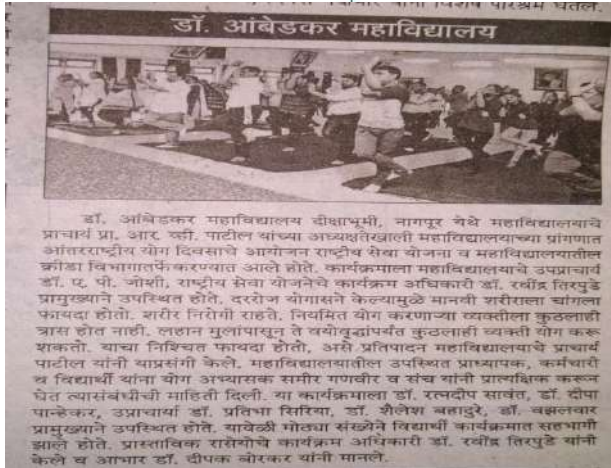 विशेष परिश्रम घेतले.
डॉ. आंबेडकर महाविद्यालय
डॉ. आंबेडकर महाविद्यालय दीक्षाभूमी, नागपूर येथे महाविद्यालयाचे
प्राचार्य प्रा. आर. व्ही. पाटील यांच्या अध्यक्षतेखाली महाविद्यालयाच्या प्रांगणात
आंतरराष्ट्रीय योग दिवसाचे आयोजन राष्ट्रीय सेवा योजना व महाविद्यालयातील
क्रीडा विभागातर्फे करण्यात आले होते. कार्यक्रमाला महाविद्यालयाचे उपप्राचार्य
डॉ. ए. पी. जोशी, राष्ट्रीय सेवा योजनेचे कार्यक्रम अधिकारी डॉ. रवींद्र तिरपुडे
प्रामुख्याने उपस्थित होते. दररोज योगासने केल्यामुळे मानवी शरीराला चांगला
फायदा होतो. शरीर निरोगी राहते. नियमित योग करणाऱ्या व्यक्तीला कुठलाही
त्रास होत नाही. लहान मुलांपासून ते वयोवृद्धांपर्यंत कुठलाही व्यक्ती योग करू
शकतो. याचा निश्चित फायदा होतो, असे प्रतिपादन महाविद्यालयाचे प्राचार्य
पाटील यांनी याप्रसंगी केले. महाविद्यालयातील उपस्थित प्राध्यापक, कर्मचारी
व विद्यार्थी यांना योग अभ्यासक समीर गणवीर व संच यांनी प्रात्यक्षिक करून
घेत त्यासंबंधीची माहिती दिली. या कार्यक्रमाला डॉ. रत्नदीप सावंत, डॉ. दीपा
पान्हेकर, उपप्राचार्या डॉ. प्रतिभा सिरिया, डॉ. शैलेश बहादुरे, डॉ. वझलवार
प्रामुख्याने उपस्थित होते. यावेळी मोठ्या संख्येने विद्यार्थी कार्यक्रमात सहभागी
झाले होते. प्रास्ताविक रासेयोचे कार्यक्रम अधिकारी डॉ. रवींद्र तिरपुडे यांनी
केले व आभार डॉ. दीपक बोरकर यांनी मानले.